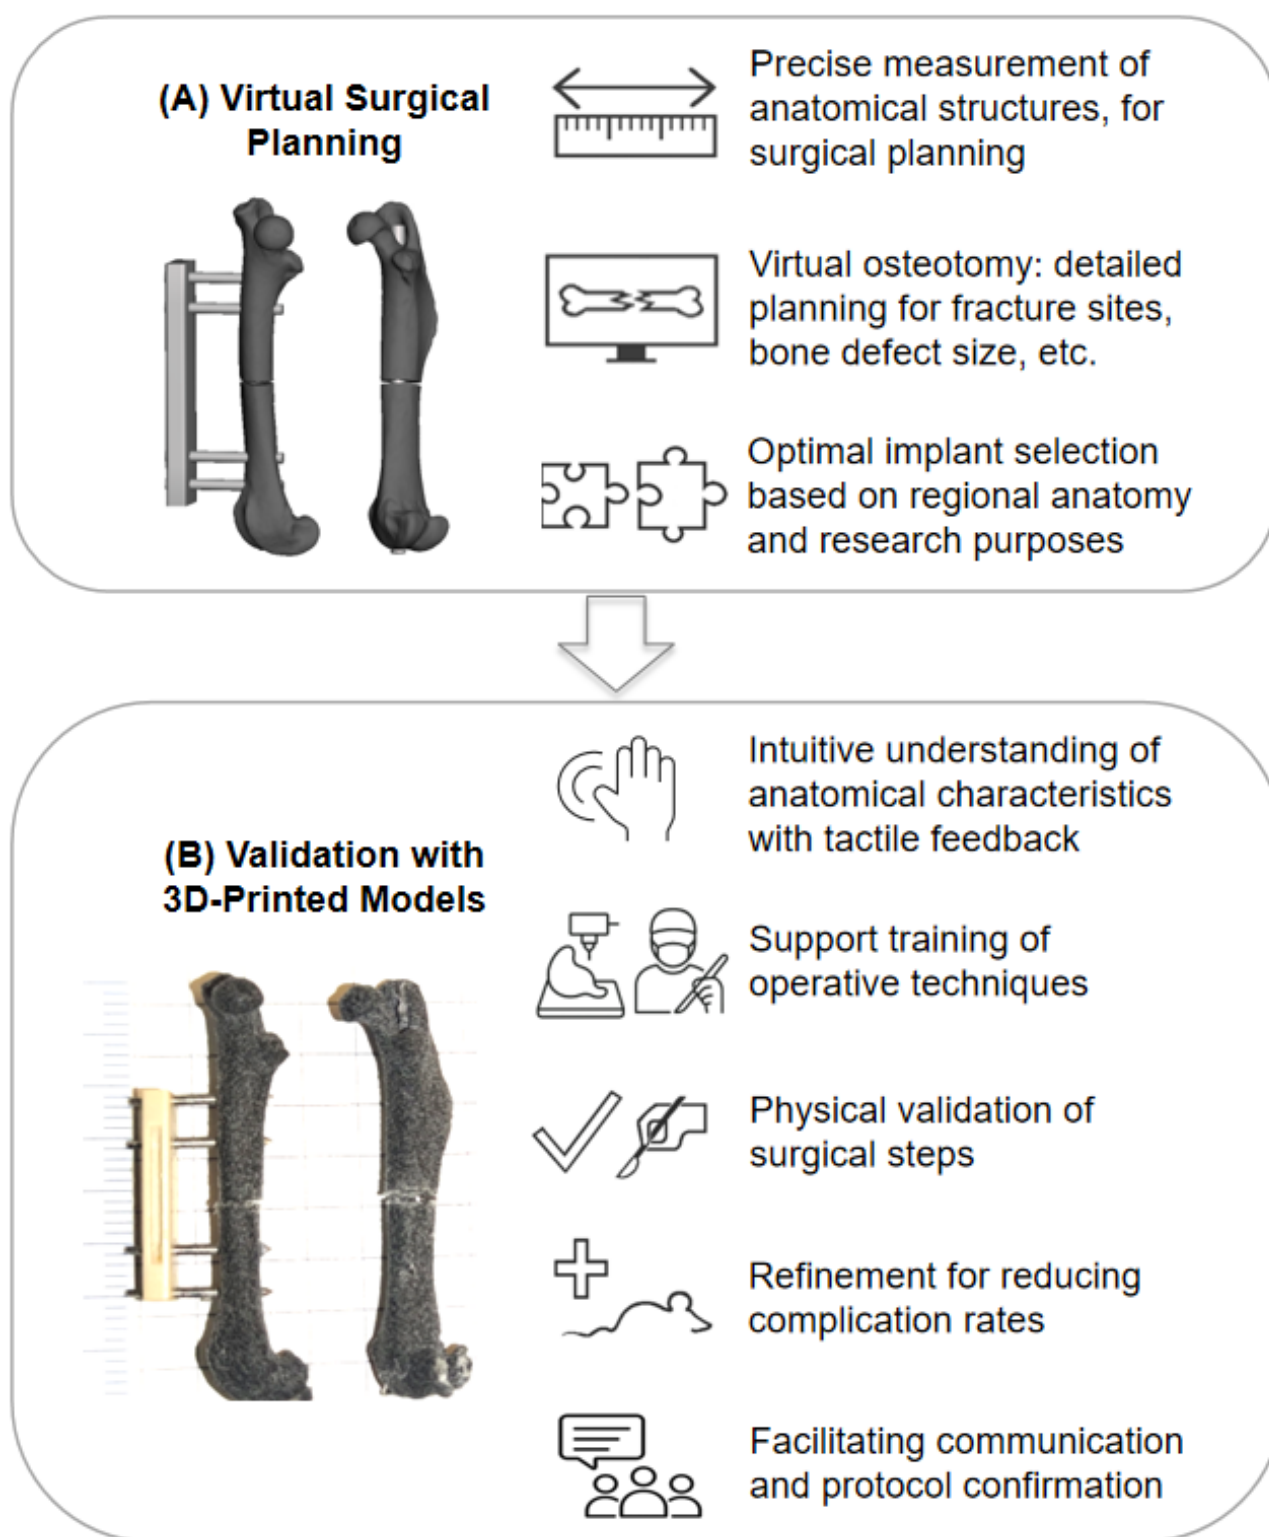 (A) Virtual Surgical
Planning
Precise measurement of
anatomical structures, for
surgical planning
Virtual osteotomy: detailed
planning for fracture sites,
bone defect size, etc.
Optimal implant selection
based on regional anatomy
and research purposes
(B) Validation with
3D-Printed Models
Intuitive understanding of
anatomical characteristics
with tactile feedback
Support training of
operative techniques
Physical validation of
surgical steps
Refinement for reducing
complication rates
Facilitating communication
and protocol confirmation